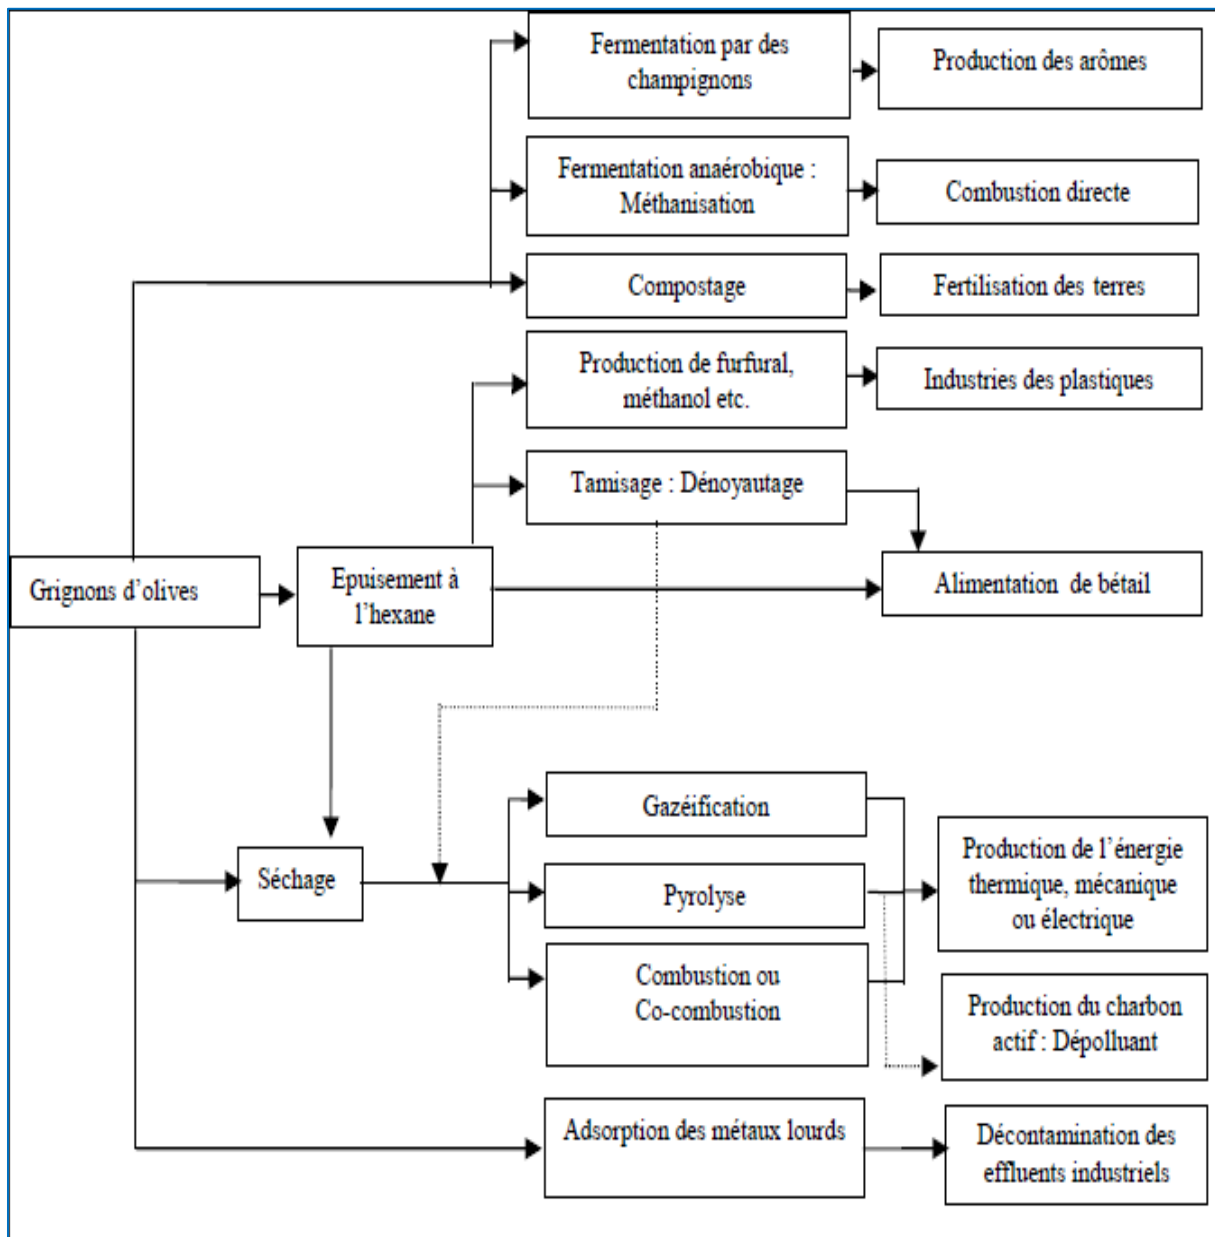 Fermentation par des
champignons
Production des arômes
Fermentation anaérobique :
Méthanisation
Combustion directe
Compostage
Fertilisation des terres
Production de furfural,
méthanol etc.
Industries des plastiques
Tamisage : Dénoyautage
Grignons d’olives
Epuisement à
l’hexane
Alimentation de bétail
Gazéification
Séchage
Pyrolyse
Production de l’énergie
thermique, mécanique
ou électrique
Combustion ou
Co-combustion
Production du charbon
actif : Dépolluant
Adsorption des métaux lourds
Décontamination des
effluents industriels